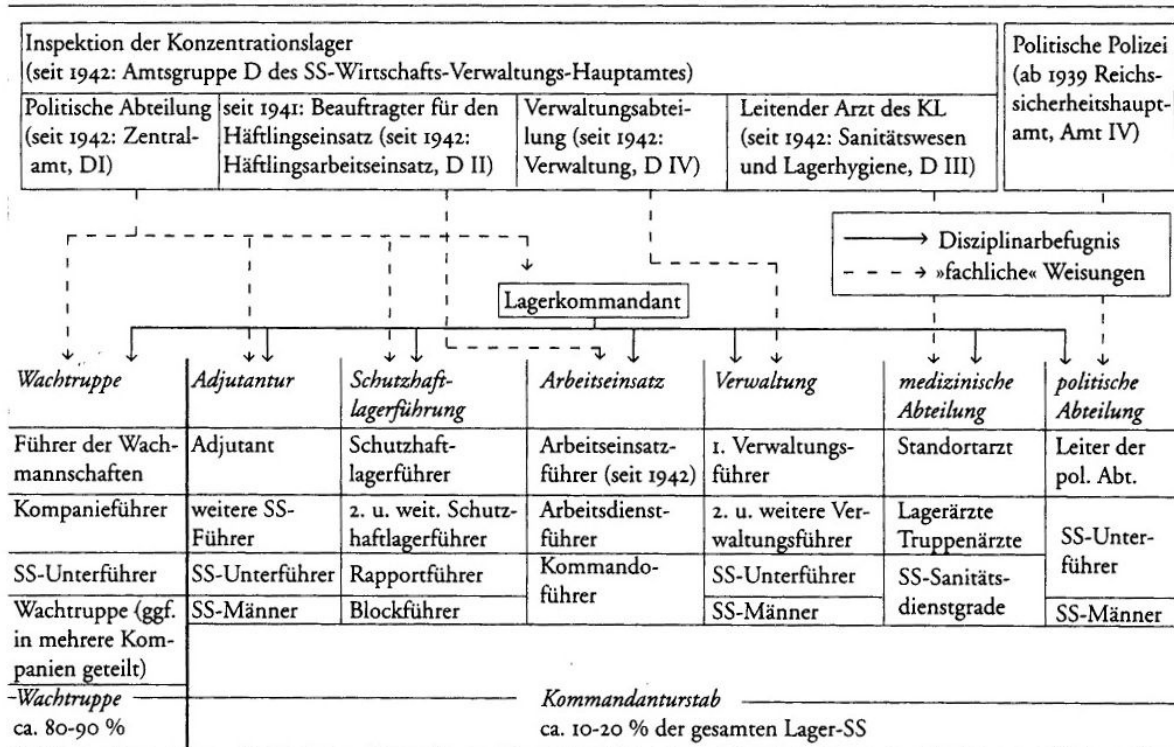 Inspektion der Konzentrationslager
(seit 1942: Amtsgruppe D des SS-Wirtschafts-Verwaltungs-Hauptamtes)
Politische Abteilung
(seit 1942: Zentral-
amt, DI)
seit 1941: Beauftragter für den
Häftlingseinsatz (seit 1942:
Häftlingsarbeitseinsatz, D II)
Verwaltungsabtei-
lung (seit 1942:
Verwaltung, D IV)
Leitender Arzt des KL
(seit 1942: Sanitätswesen
und Lagerhygiene, D III)
Politische Polizei
(ab 1939 Reichs-
sicherheitshaupt-
amt, Amt IV)
Disziplinarbefugnis
»fachliche« Weisungen
Lagerkommandant
Wachtruppe
Adjutantur
Schutzhaft-
lagerführung
Arbeitseinsatz
Verwaltung
medizinische
Abteilung
politische
Abteilung
Führer der Wach-
mannschaften
Adjutant
Schutzhaft-
lagerführer
Arbeitseinsatz-
führer (seit 1942)
1. Verwaltungs-
führer
Standortarzt
Leiter der
pol. Abt.
Kompanieführer
weitere SS-
Führer
2. u. weit. Schutz-
haftlagerführer
Arbeitsdienst-
führer
2. u. weitere Ver-
waltungsführer
Lagerärzte
Truppenärzte
SS-Unter-
führer
SS-Unterführer
SS-Unterführer
Rapportführer
Kommando-
führer
SS-Unterführer
SS-Sanitäts-
dienstgrade
Wachtruppe (ggf.
in mehrere Kom-
panien geteilt)
SS-Männer
Blockführer
SS-Männer
SS-Männer
Wachtruppe
ca. 80-90 %
Kommandanturstab
ca. 10-20 % der gesamten Lager-SS